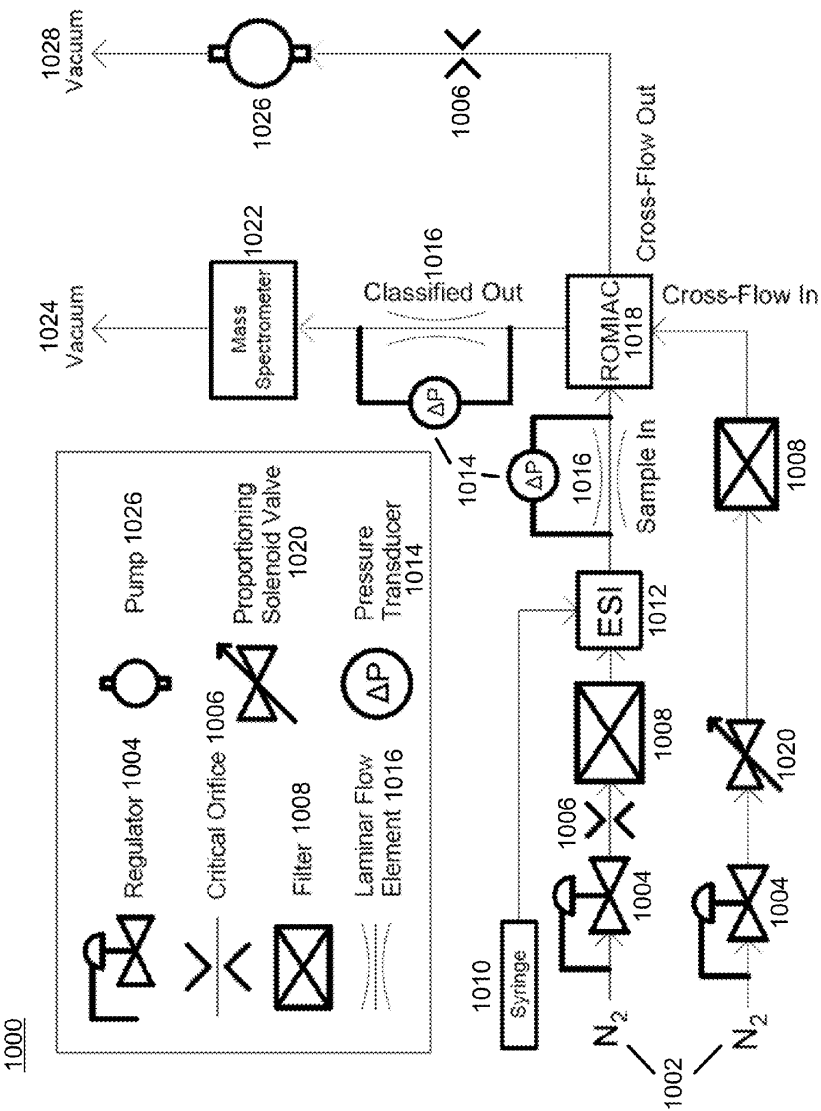 1000
Regulator 1004
Pump 1026
Critical Orifice 1006
Proportioning
Solenoid Valve
1020
Filter 1008
Laminar Flow
Element 1016
ΔP
Pressure
Transducer
1014
1024
Vacuum
1028
Vacuum
Mass
Spectrometer
1022
1026
1006
Classified Out
1016
ΔP
1014
ΔP
1016
Sample In
ROMIAC
1018
Cross-Flow Out
Cross-Flow In
1010
Syringe
N2
1004
1006
1008
ESI
1012
1002
N2
1004
1020
1008